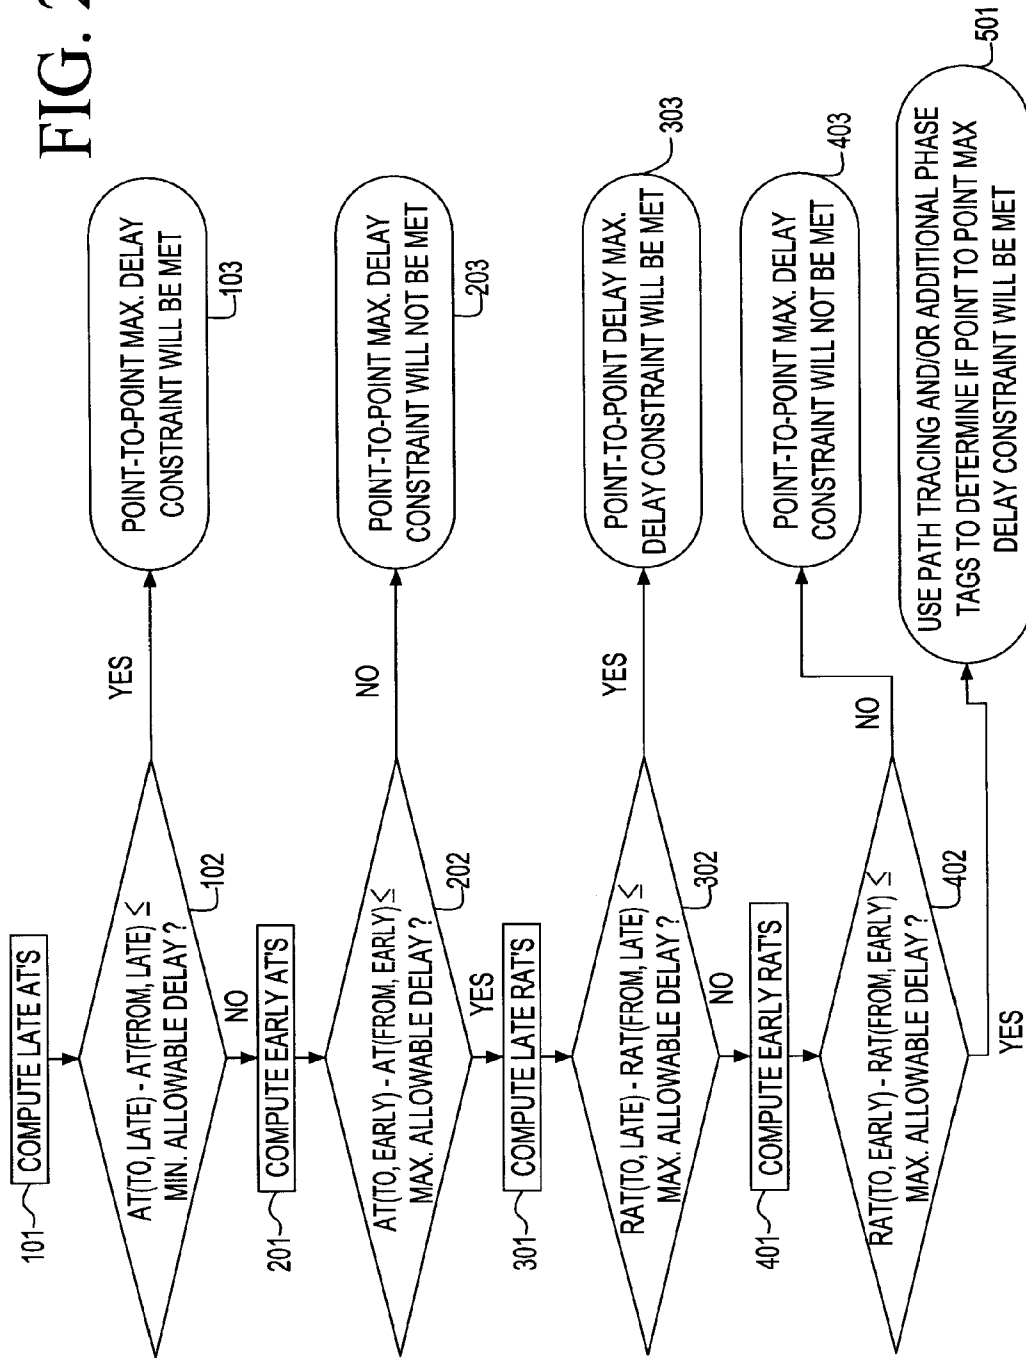 FIG. 2
101
COMPUTE LATE AT'S
AT(TO, LATE) - AT(FROM, LATE) ≤
MIN. ALLOWABLE DELAY ?
102
YES
POINT-TO-POINT MAX. DELAY
CONSTRAINT WILL BE MET
103
NO
201
COMPUTE EARLY AT'S
AT(TO, EARLY) - AT(FROM, EARLY) ≤
MAX. ALLOWABLE DELAY ?
202
NO
POINT-TO-POINT MAX. DELAY
CONSTRAINT WILL NOT BE MET
203
YES
301
COMPUTE LATE RAT'S
RAT(TO, LATE) - RAT(FROM, LATE) ≤
MAX. ALLOWABLE DELAY ?
302
YES
POINT-TO-POINT DELAY MAX.
DELAY CONSTRAINT WILL BE MET
303
NO
401
COMPUTE EARLY RAT'S
RAT(TO, EARLY) - RAT(FROM, EARLY) ≤
MAX. ALLOWABLE DELAY ?
402
NO
POINT-TO-POINT MAX. DELAY
CONSTRAINT WILL NOT BE MET
403
YES
USE PATH TRACING AND/OR ADDITIONAL PHASE
TAGS TO DETERMINE IF POINT TO POINT MAX
DELAY CONSTRAINT WILL BE MET
501